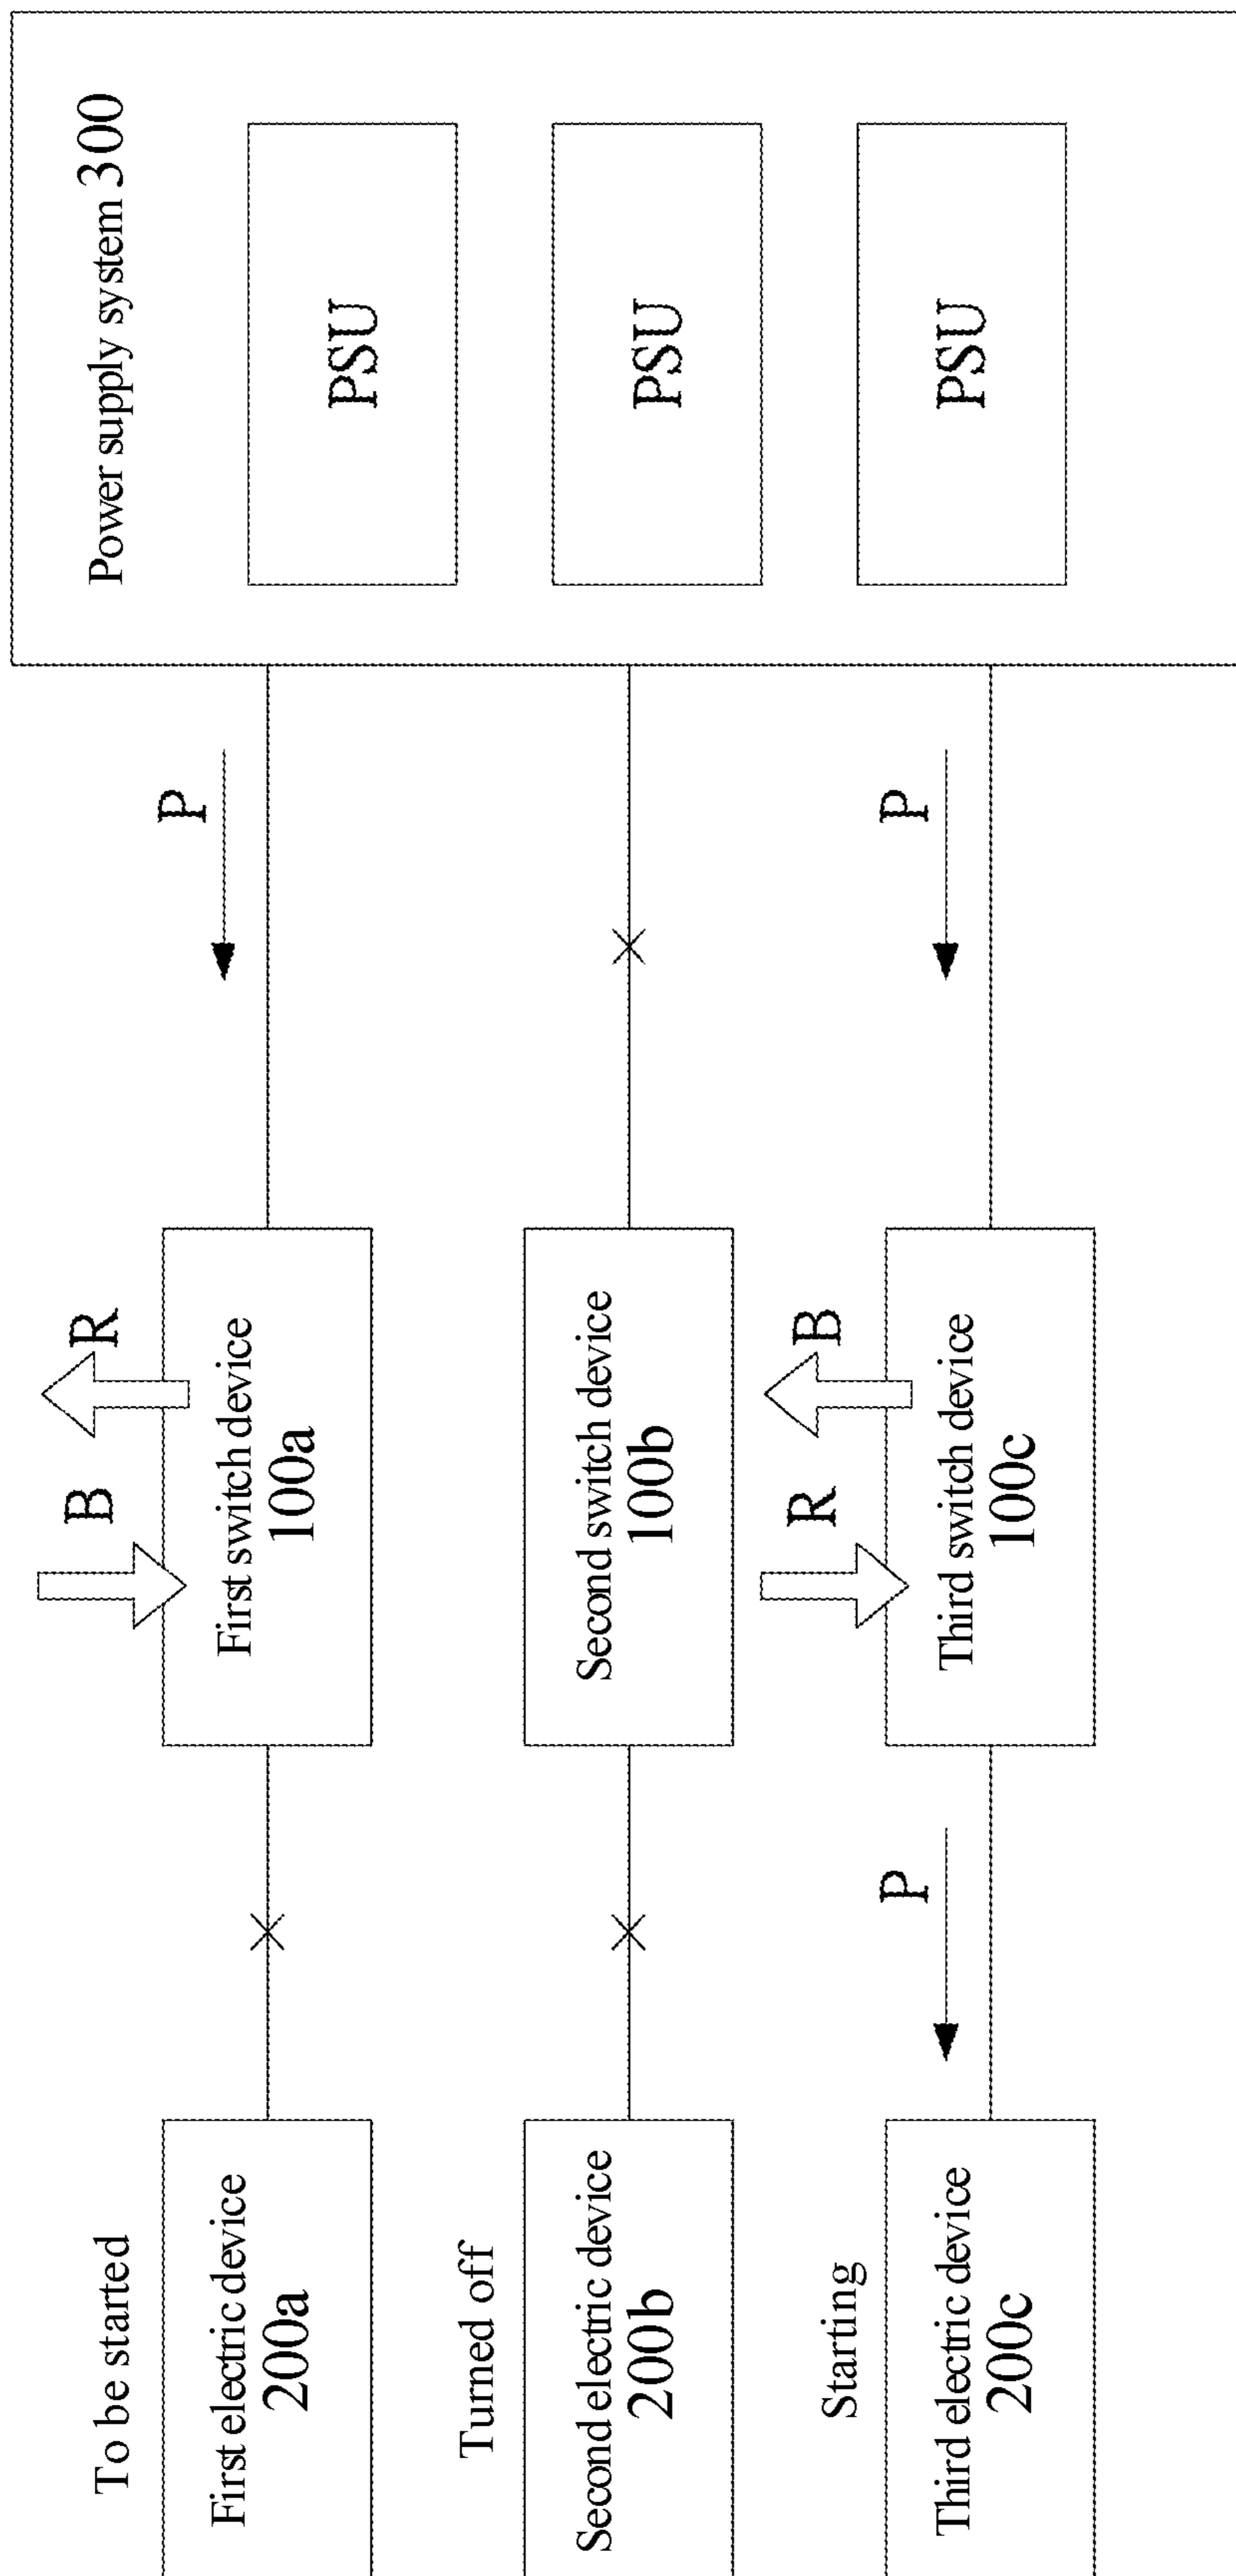 To be started
First electric device
200a
B
R
First switch device
100a
P
Power supply system 300
PSU
Turned off
Second electric device
200b
Second switch device
100b
PSU
Starting
Third electric device
200c
P
R
B
Third switch device
100c
P
PSU